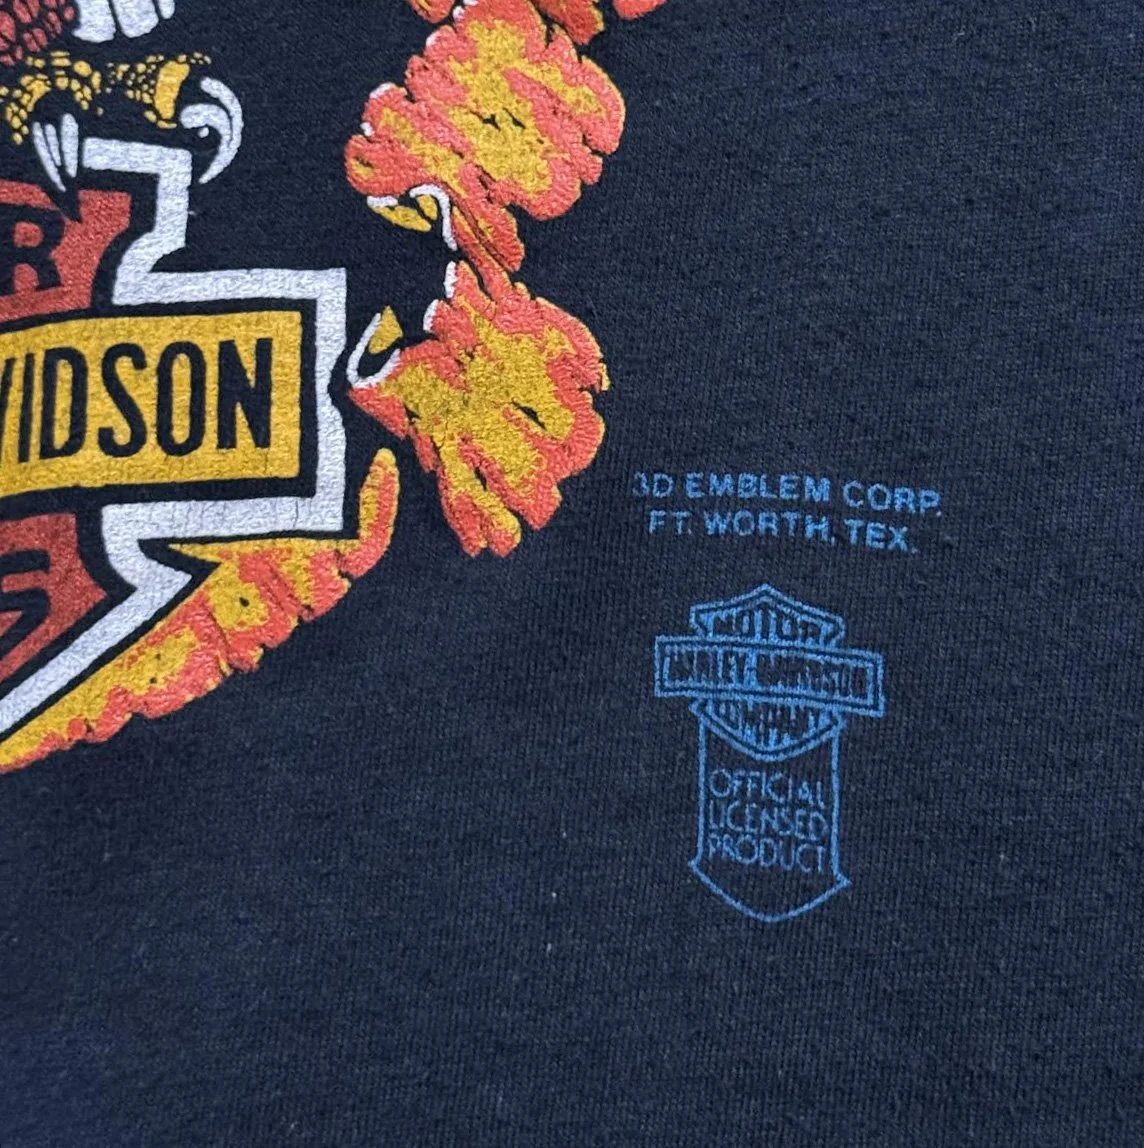 R
VIDSON
S
3D EMBLEM CORP.
FT. WORTH, TEX.
MOTOR
HARLEY-DAVIDSON
COMPANY
OFFICIAL
LICENSED
PRODUCT